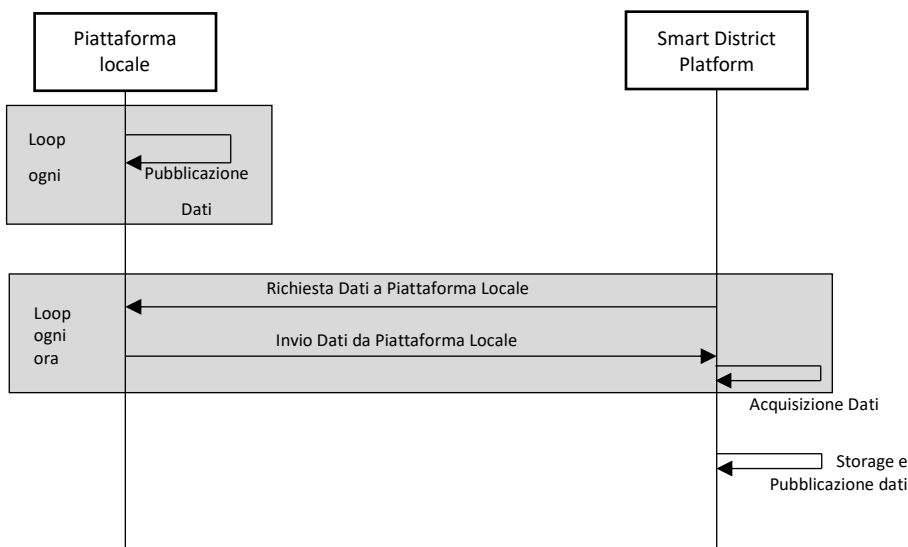 Piattaforma
locale
Smart District
Platform
Loop
ogni
Pubblicazione
Dati
Richiesta Dati a Piattaforma Locale
Loop
ogni
ora
Invio Dati da Piattaforma Locale
Acquisizione Dati
Storage e
Pubblicazione dati